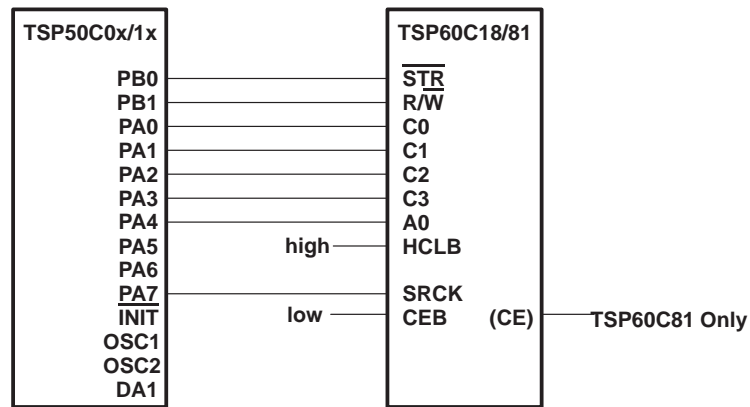 TSP50C0x/1x
PB0
PB1
PA0
PA1
PA2
PA3
PA4
PA5
PA6
PA7
INIT
OSC1
OSC2
DA1
TSP60C18/81
STR
R/W
C0
C1
C2
C3
A0
high HCLB
SRCK
low CEB (CE) TSP60C81 Only